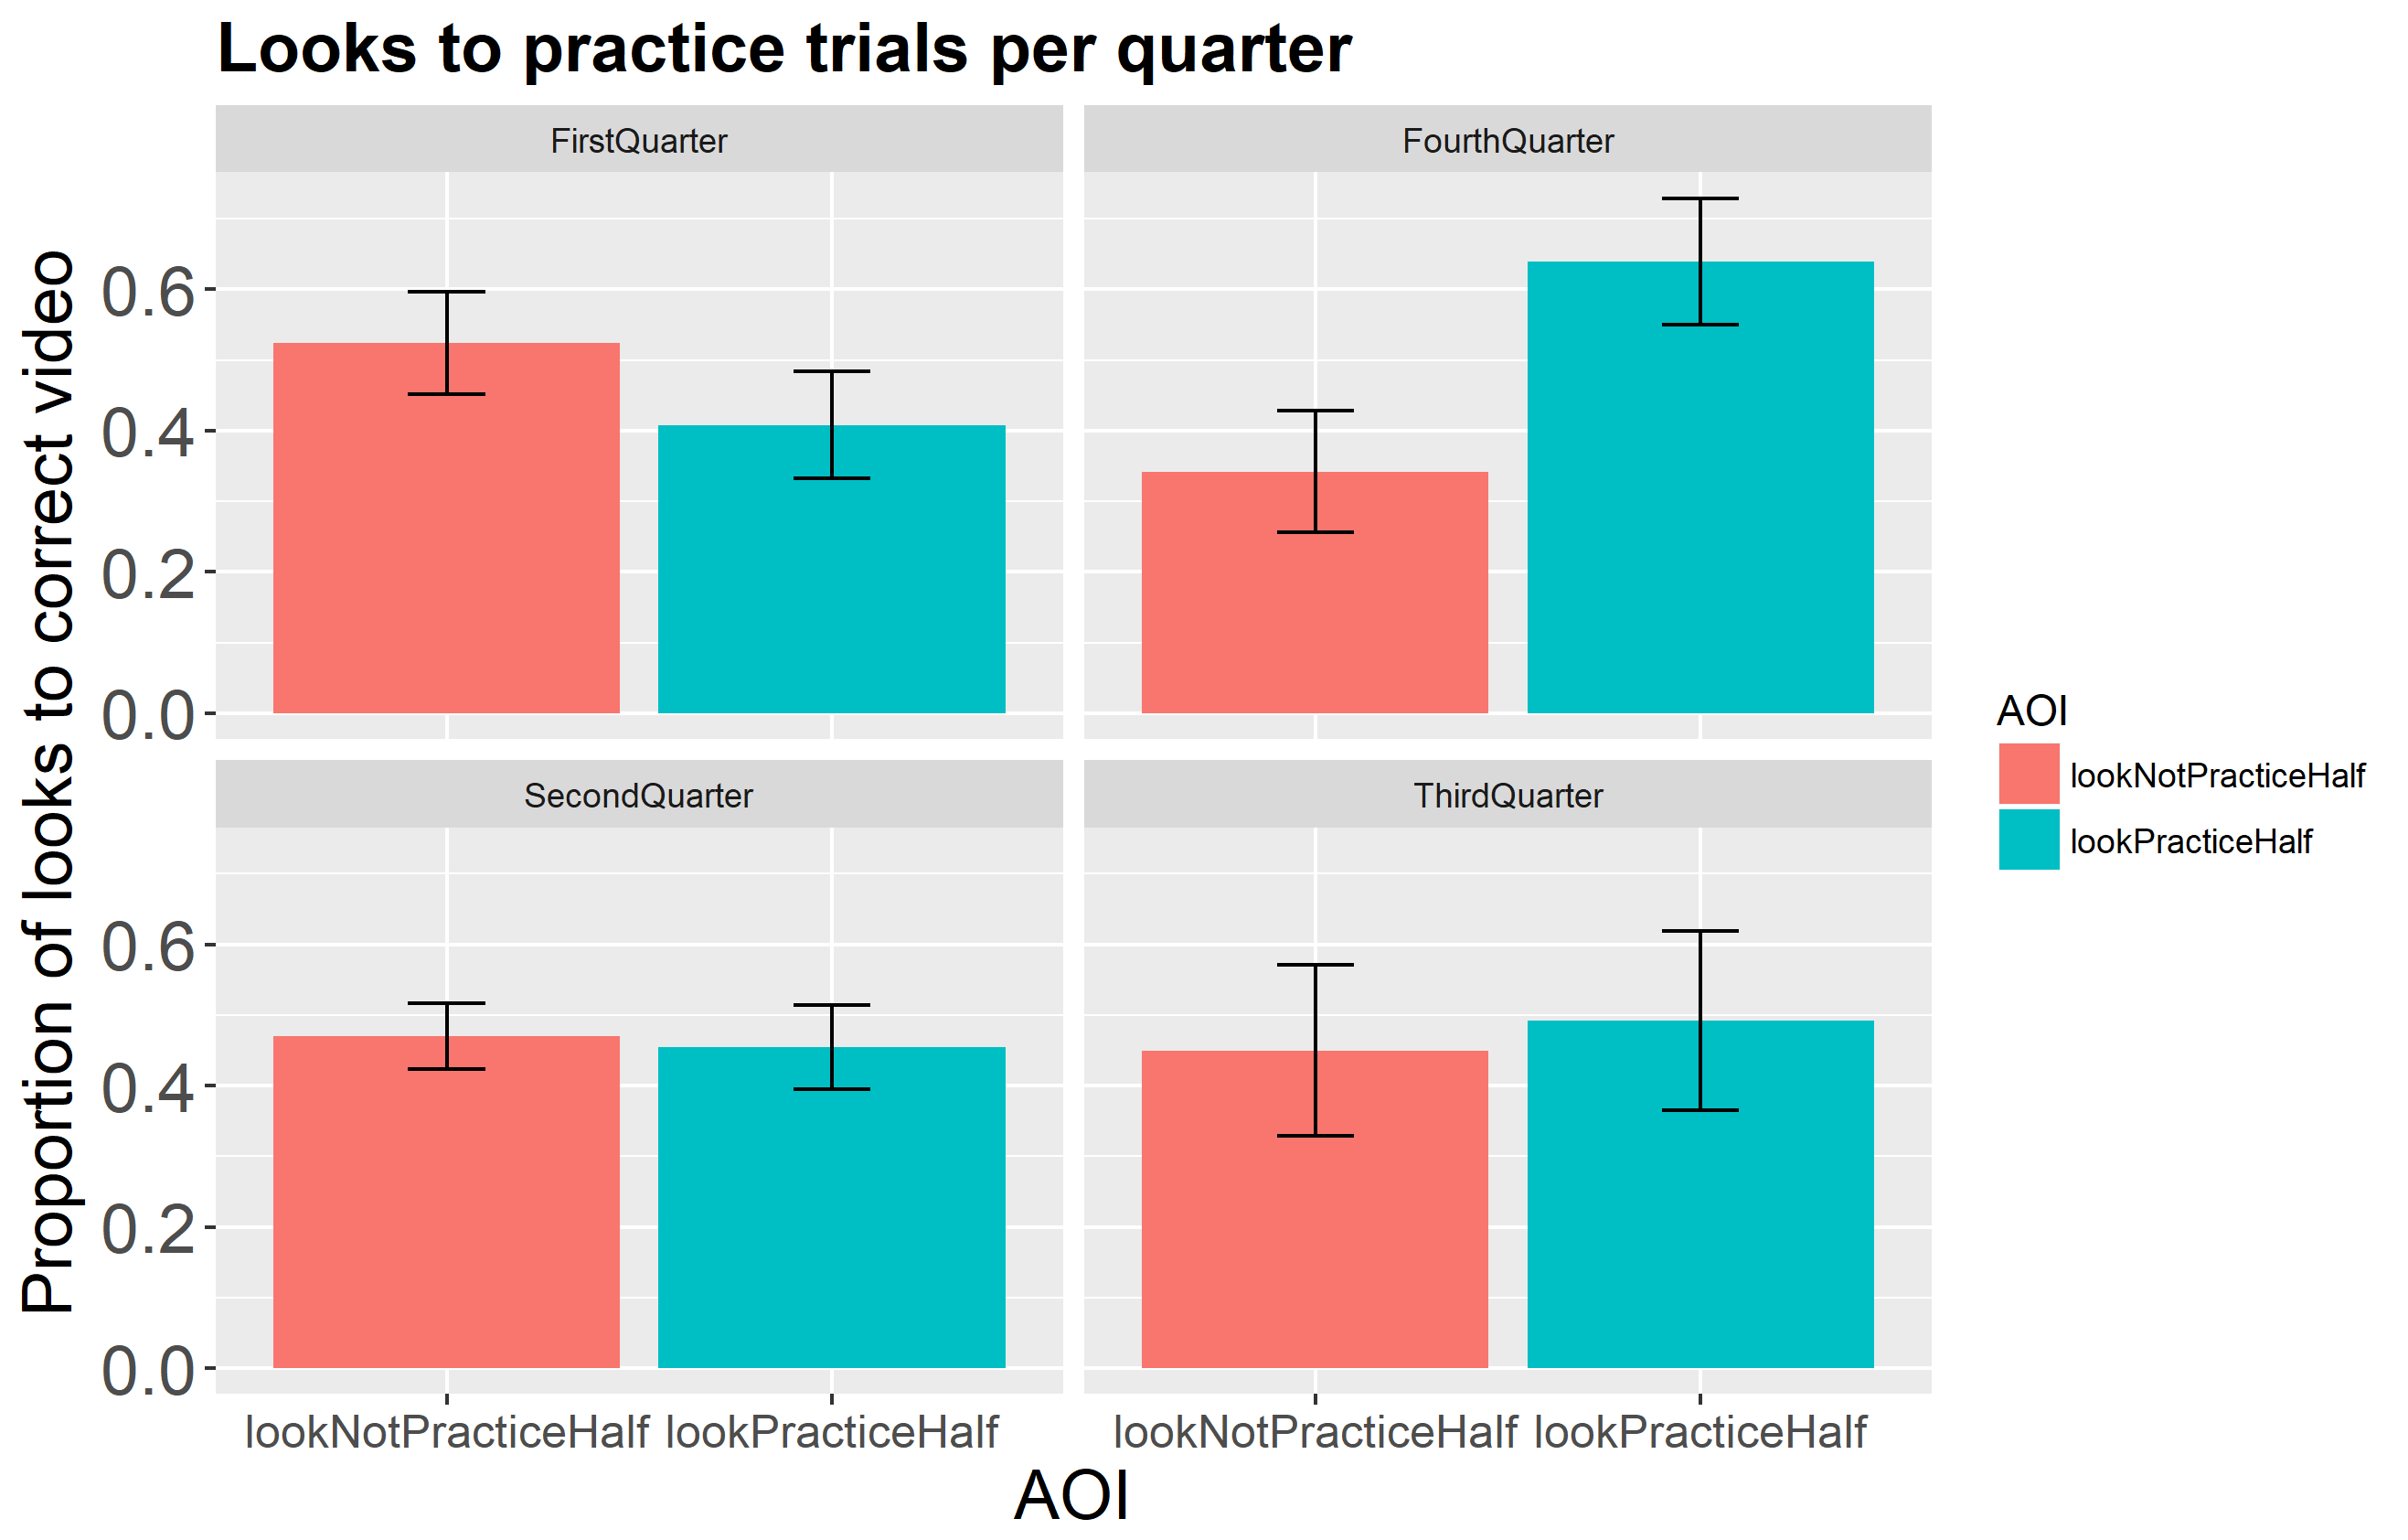 Looks to practice trials per quarter
FirstQuarter
FourthQuarter
0.6
0.4
0.2
0.0
SecondQuarter
ThirdQuarter
0.6
0.4
0.2
0.0
lookNotPracticeHalf
lookPracticeHalf
lookNotPracticeHalf
lookPracticeHalf
AOI
Proportion of looks to correct video
AOI
lookNotPracticeHalf
lookPracticeHalf